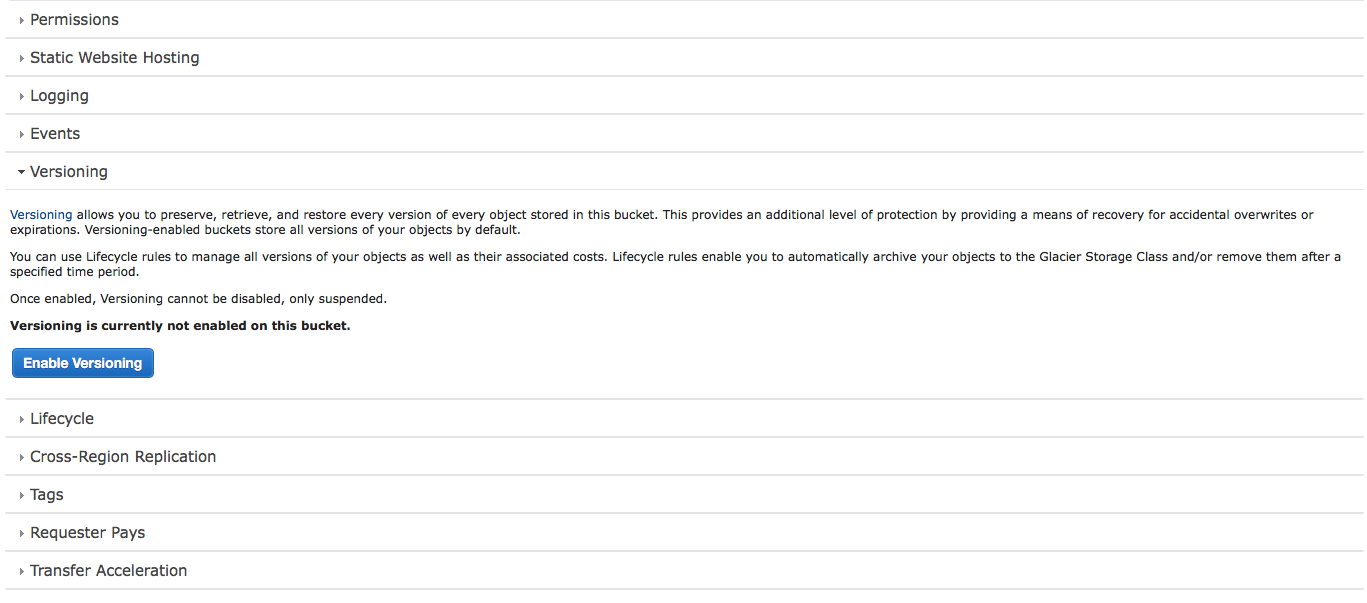 Permissions
Static Website Hosting
Logging
Events
Versioning
Versioning allows you to preserve, retrieve, and restore every version of every object stored in this bucket. This provides an additional level of protection by providing a means of recovery for accidental overwrites or
expirations. Versioning-enabled buckets store all versions of your objects by default.
You can use Lifecycle rules to manage all versions of your objects as well as their associated costs. Lifecycle rules enable you to automatically archive your objects to the Glacier Storage Class and/or remove them after a
specified time period.
Once enabled, Versioning cannot be disabled, only suspended.
Versioning is currently not enabled on this bucket.
Enable Versioning
Lifecycle
Cross-Region Replication
Tags
Requester Pays
Transfer Acceleration